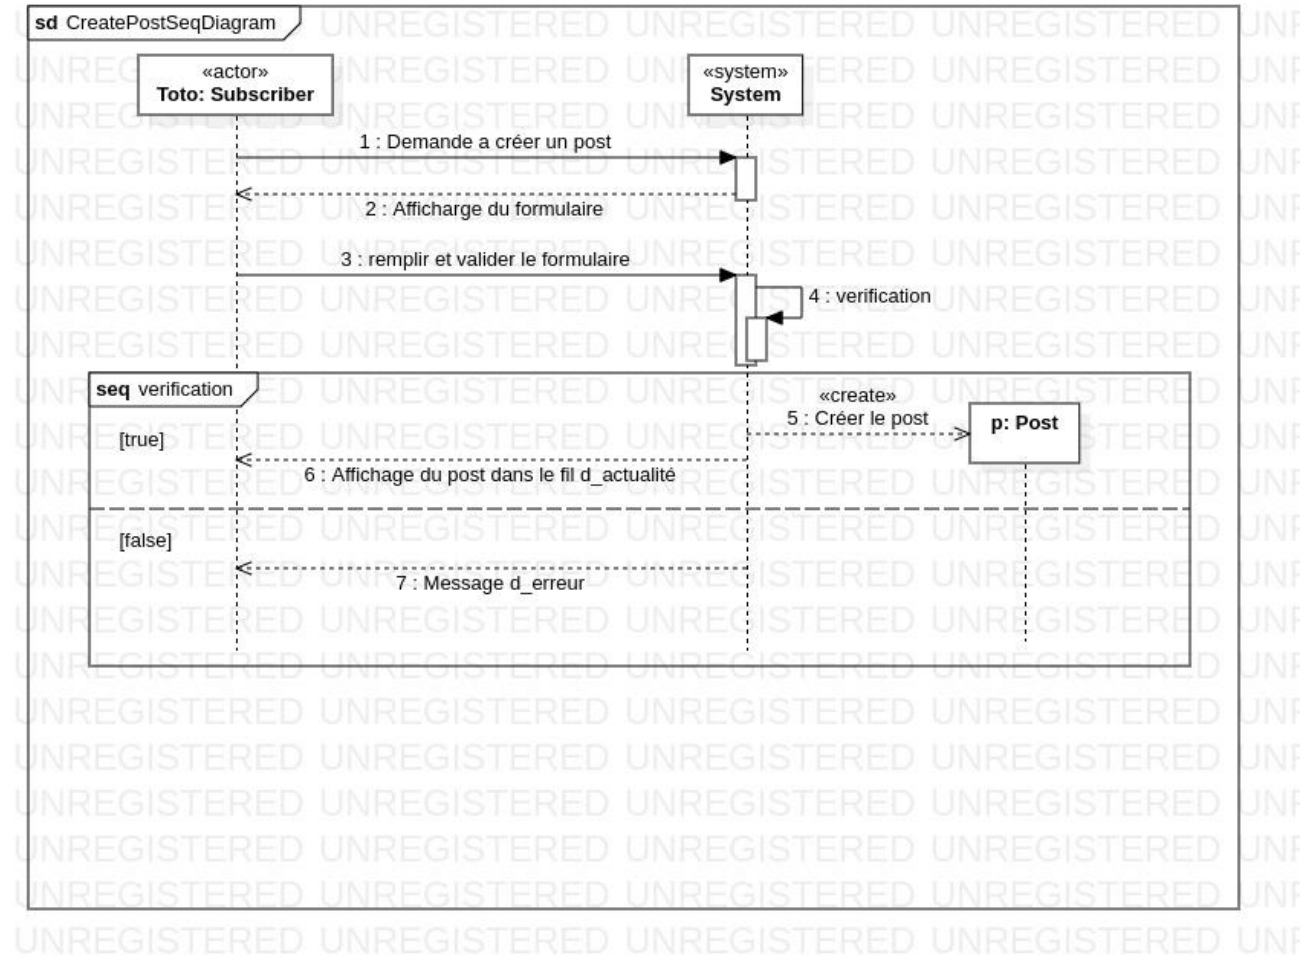 sd CreatePostSeqDiagram
«actor»
Toto: Subscriber
«system»
System
1 : Demande a créer un post
2 : Afficharge du formulaire
3 : remplir et valider le formulaire
4 : verification
seq verification
«create»
5 : Créer le post
p: Post
[true]
6 : Affichage du post dans le fil d_actualité
[false]
7 : Message d_erreur
UNREGISTERED